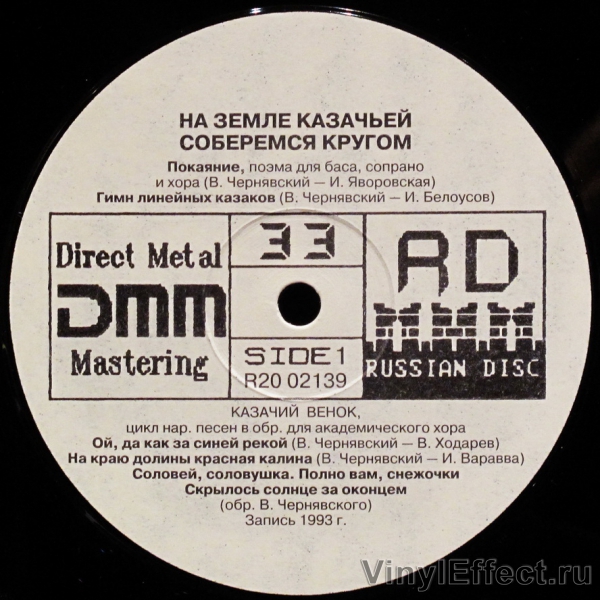 НА ЗЕМЛЕ КАЗАЧЬЕЙ
СОБЕРЕМСЯ КРУГОМ
Покаяние, поэма для баса, сопрано
и хора (В. Чернявский — И. Яворовская)
Гимн линейных казаков (В. Чернявский — И. Белоусов)
Direct Metal
DMM
Mastering
33
SIDE 1
R20 02139
RD
RUSSIAN DISC
КАЗАЧИЙ ВЕНОК,
цикл нар. песен в обр. для академического хора
Ой, да как за синей рекой (В. Чернявский — В. Ходарев)
На краю долины красная калина (В. Чернявский — И. Варавва)
Соловей, соловушка. Полно вам, снежочки
Скрылось солнце за оконцем
(обр. В. Чернявского)
Запись 1993 г.
VinylEffect.ru